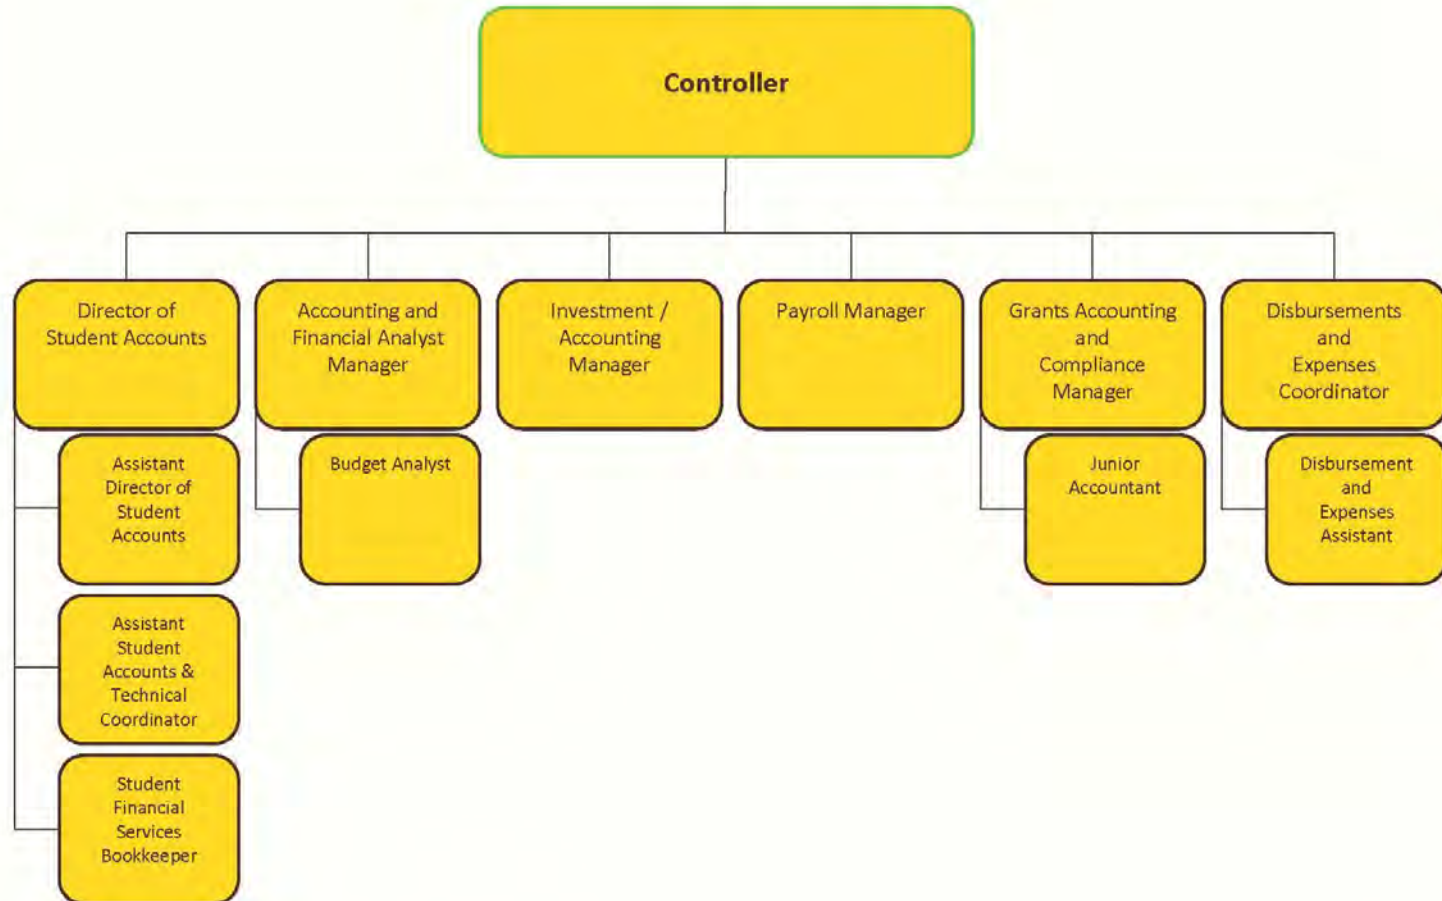 Controller
Director of
Student Accounts
Accounting and
Financial Analyst
Manager
Investment /
Accounting
Manager
Payroll Manager
Grants Accounting
and
Compliance
Manager
Disbursements
and
Expenses
Coordinator
Assistant
Director of
Student
Accounts
Budget Analyst
Junior
Accountant
Disbursement
and
Expenses
Assistant
Assistant
Student
Accounts &
Technical
Coordinator
Student
Financial
Services
Bookkeeper